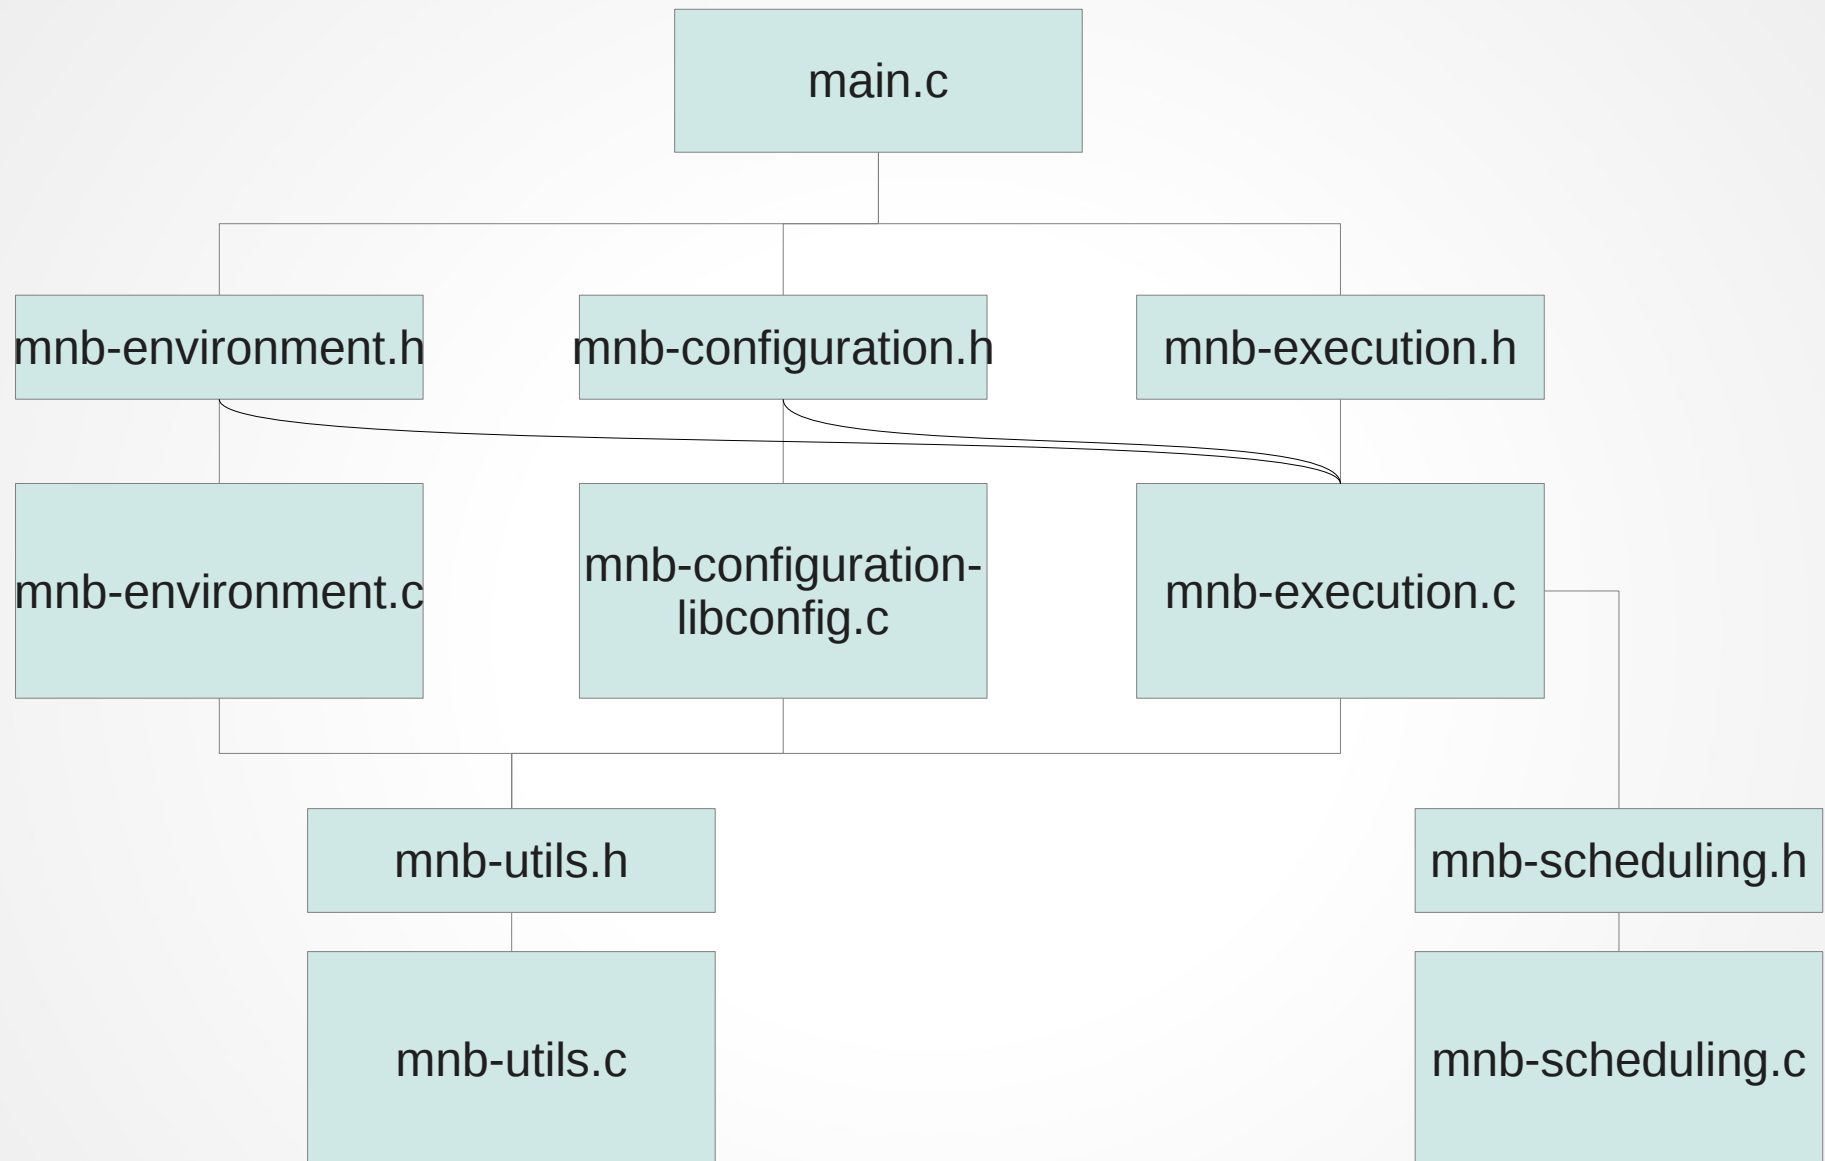 main.c
mnb-environment.h
mnb-configuration.h
mnb-execution.h
mnb-environment.c
mnb-configuration-
libconfig.c
mnb-execution.c
mnb-utils.h
mnb-scheduling.h
mnb-utils.c
mnb-scheduling.c